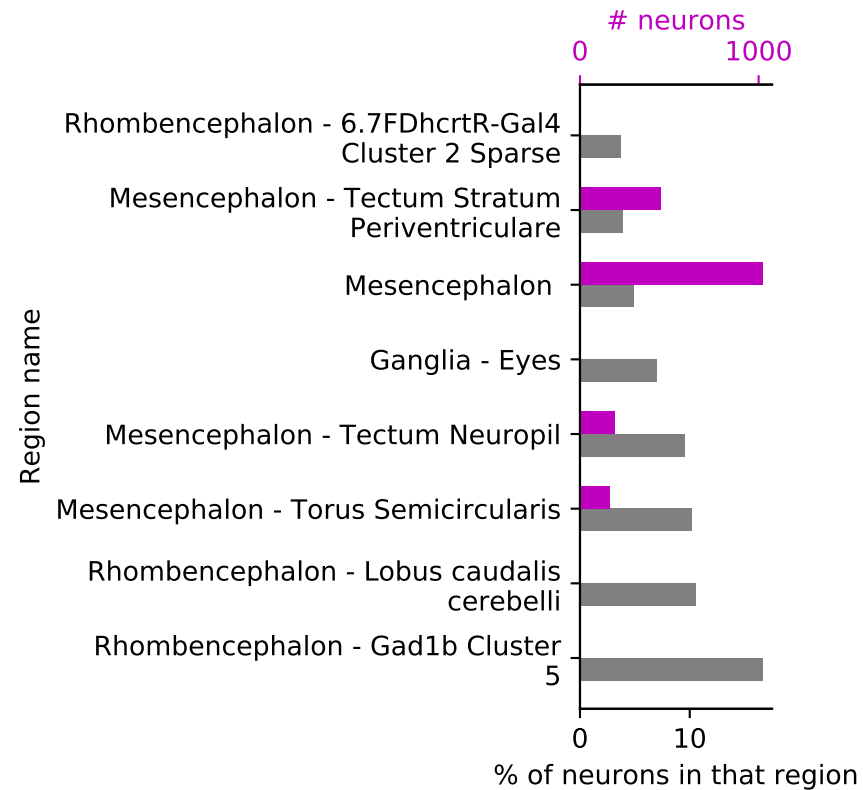 # neurons
0 1000
Rhombencephalon - 6.7FDhcrtR-Gal4
Cluster 2 Sparse
Mesencephalon - Tectum Stratum
Periventriculare
Mesencephalon
Ganglia - Eyes
Mesencephalon - Tectum Neuropil
Mesencephalon - Torus Semicircularis
Rhombencephalon - Lobus caudalis
cerebelli
Rhombencephalon - Gad1b Cluster
5
Region name
0 10
% of neurons in that region